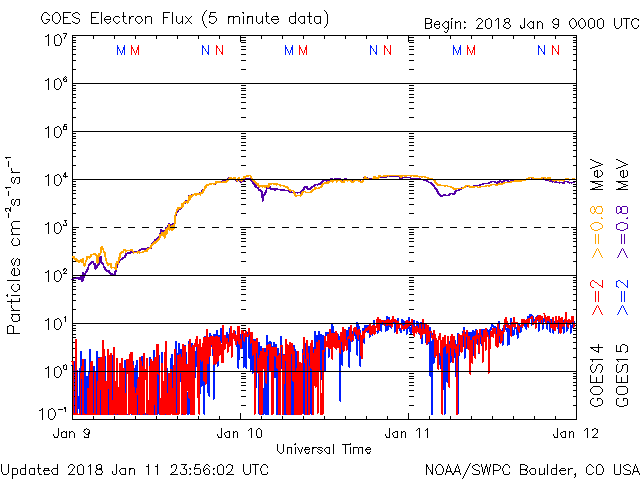 GOES Electron Flux (5 minute data)
Begin: 2018 Jan 9 0000 UTC
10⁷
M M N N M M N N M M N N
10⁶
10⁵
10⁴
10³
10²
10¹
10⁰
10⁻¹
Particles cm⁻²s⁻¹sr⁻¹
GOES14 >=2 >=0.8 MeV
GOES15 >=2 >=0.8 MeV
Jan 9 Jan 10 Jan 11 Jan 12
Universal Time
Updated 2018 Jan 11 23:56:02 UTC
NOAA/SWPC Boulder, CO USA